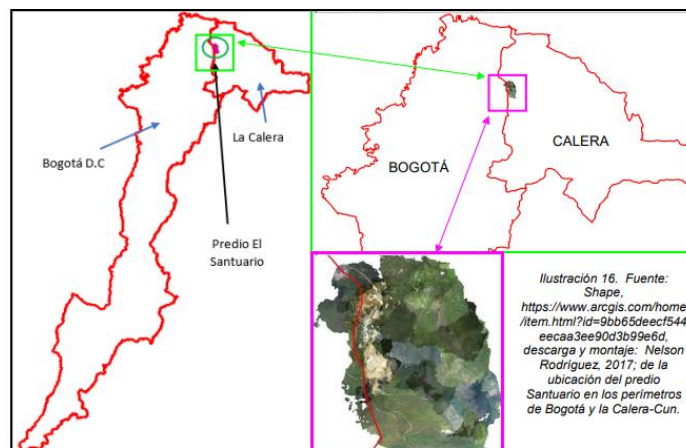 La Calera
Bogotá D.C
Predio El
Santuario
BOGOTÁ
CALERA
Ilustración 16. Fuente:
Shape,
https://www.arcgis.com/home
/item.html?id=9bb65deecf544
eecaa3ee90d3b99e6d,
descarga y montaje: Nelson
Rodríguez, 2017; de la
ubicación del predio
Santuario en los perímetros
de Bogotá y la Calera-Cun.